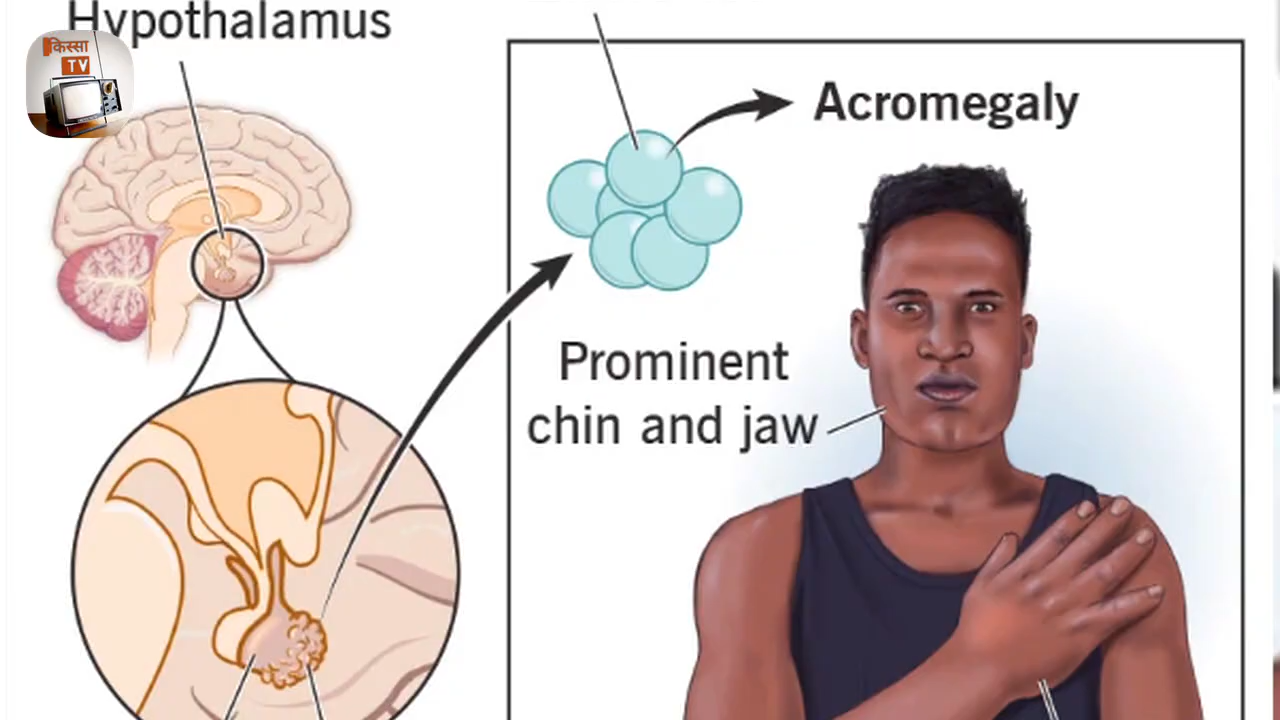 Hypothalamus
किस्सा
TV
Acromegaly
Prominent
chin and jaw